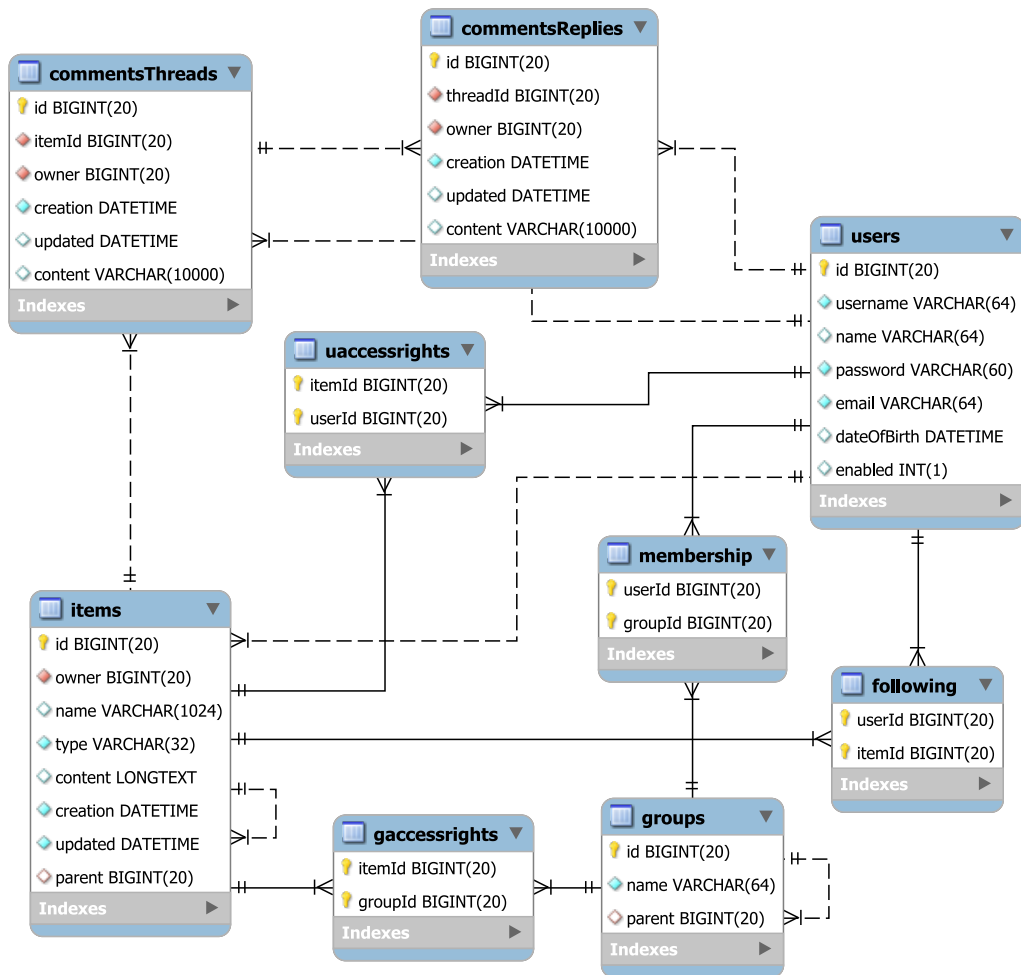 commentsThreads
id BIGINT(20)
itemId BIGINT(20)
owner BIGINT(20)
creation DATETIME
updated DATETIME
content VARCHAR(10000)
Indexes
commentsReplies
id BIGINT(20)
threadId BIGINT(20)
owner BIGINT(20)
creation DATETIME
updated DATETIME
content VARCHAR(10000)
Indexes
users
id BIGINT(20)
username VARCHAR(64)
name VARCHAR(64)
password VARCHAR(60)
email VARCHAR(64)
dateOfBirth DATETIME
enabled INT(1)
Indexes
uaccessrights
itemId BIGINT(20)
userId BIGINT(20)
Indexes
membership
userId BIGINT(20)
groupId BIGINT(20)
Indexes
items
id BIGINT(20)
owner BIGINT(20)
name VARCHAR(1024)
type VARCHAR(32)
content LONGTEXT
creation DATETIME
updated DATETIME
parent BIGINT(20)
Indexes
following
userId BIGINT(20)
itemId BIGINT(20)
Indexes
gaccessrights
itemId BIGINT(20)
groupId BIGINT(20)
Indexes
groups
id BIGINT(20)
name VARCHAR(64)
parent BIGINT(20)
Indexes